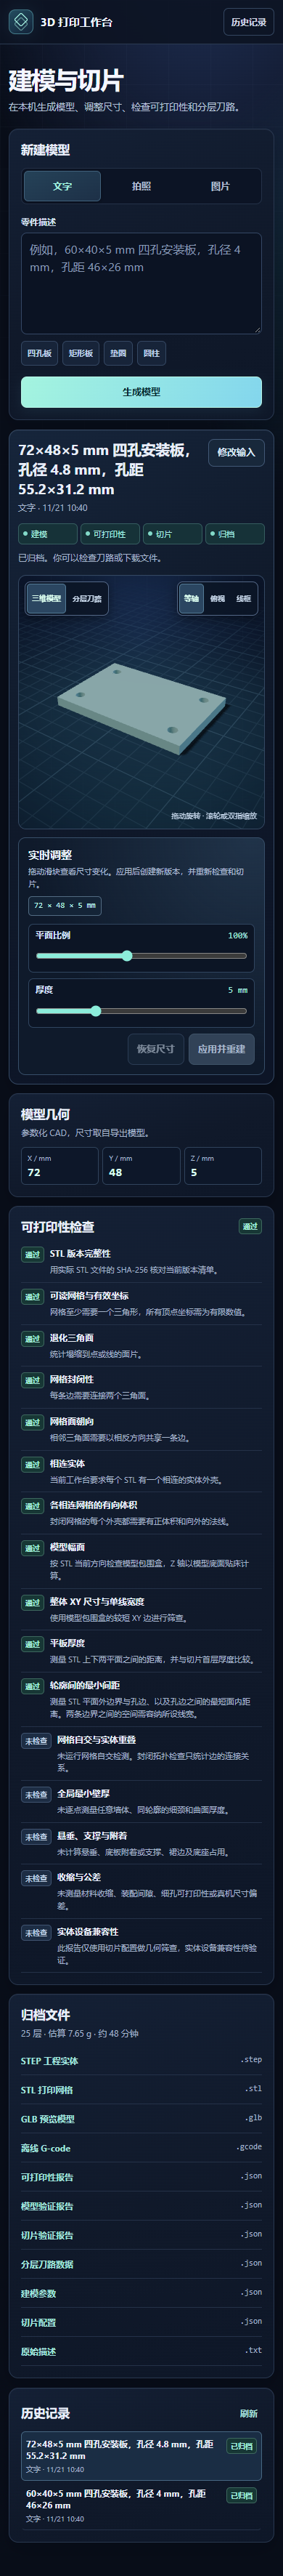 3D 打印工作台
历史记录
建模与切片
在本机生成模型、调整尺寸、检查可打印性和分层刀路。
新建模型
文字
拍照
图片
零件描述
例如，60×40×5 mm 四孔安装板，孔径 4
mm，孔距 46×26 mm
四孔板
矩形板
垫圈
圆柱
生成模型
72×48×5 mm 四孔安装板，
孔径 4.8 mm，孔距
55.2×31.2 mm
修改输入
文字 · 11/21 10:40
建模
可打印性
切片
归档
已归档。你可以检查刀路或下载文件。
三维模型
分层刀路
等轴
俯视
线框
拖动旋转 · 滚轮或双指缩放
实时调整
拖动滑块查看尺寸变化。应用后创建新版本，并重新检查和切
片。
72 × 48 × 5 mm
平面比例
100%
厚度
5 mm
恢复尺寸
应用并重建
模型几何
参数化 CAD，尺寸取自导出模型。
X / mm
72
Y / mm
48
Z / mm
5
可打印性检查
通过
通过
STL 版本完整性
用实际 STL 文件的 SHA-256 核对当前版本清单。
通过
可读网格与有效坐标
网格至少需要一个三角形，所有顶点坐标需为有限数值。
通过
退化三角面
统计塌缩到点或线的面片。
通过
网格封闭性
每条边需要连接两个三角面。
通过
网格面朝向
相邻三角面需要以相反方向共享一条边。
通过
相连实体
当前工作台要求每个 STL 有一个相连的实体外壳。
通过
各相连网格的有向体积
封闭网格的每个外壳都需要有正体积和向外的法线。
通过
模型幅面
按 STL 当前方向检查模型包围盒，Z 轴以模型底面贴床计
算。
通过
整体 XY 尺寸与单线宽度
使用模型包围盒的较短 XY 边进行筛查。
通过
平板厚度
测量 STL 上下两平面之间的距离，并与切片首层厚度比较。
通过
轮廓间的最小间距
测量 STL 平面外边界与孔边、以及孔边之间的最短面内距
离。两条边界之间的空间需容纳所设线宽。
未检查
网格自交与实体重叠
未运行网格自交检测。封闭拓扑检查只统计边的连接关
系。
未检查
全局最小壁厚
未逐点测量任意墙体、同轮廓的细颈和曲面厚度。
未检查
悬垂、支撑与附着
未计算悬垂、底板附着或支撑、裙边及底座占用。
未检查
收缩与公差
未测量材料收缩、装配间隙、细孔可打印性或真机尺寸偏
差。
未检查
实体设备兼容性
此报告仅使用切片配置做几何筛查，实体设备兼容性待验
证。
归档文件
25 层 · 估算 7.65 g · 约 48 分钟
STEP 工程实体
.step
STL 打印网格
.stl
GLB 预览模型
.glb
离线 G-code
.gcode
可打印性报告
.json
模型验证报告
.json
切片验证报告
.json
分层刀路数据
.json
建模参数
.json
切片配置
.json
原始描述
.txt
历史记录
刷新
72×48×5 mm 四孔安装板，孔径 4.8 mm，孔距
55.2×31.2 mm
已归档
文字 · 11/21 10:40
60×40×5 mm 四孔安装板，孔径 4 mm，孔距
46×26 mm
已归档
文字 · 11/21 10:40